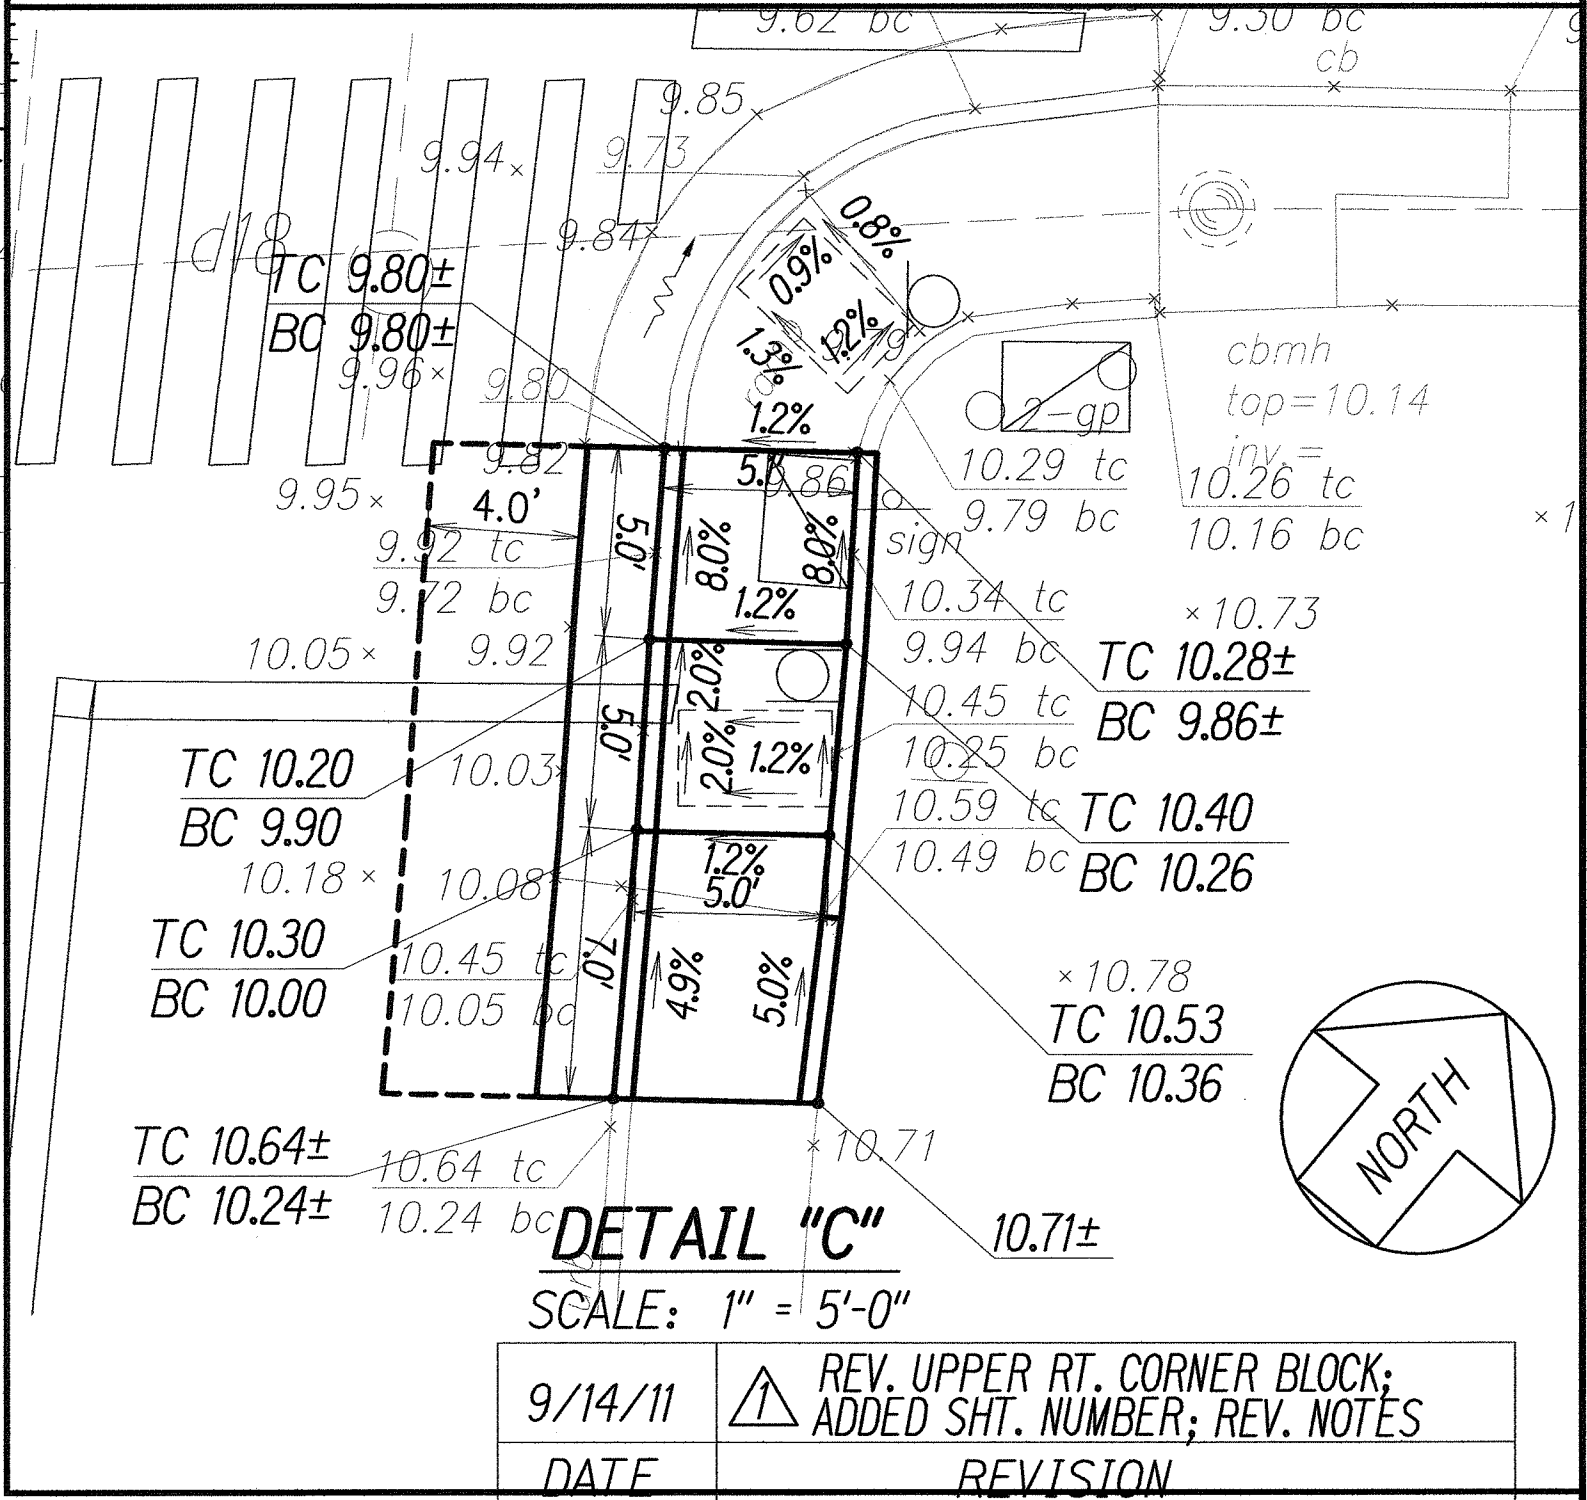 9.62 bc
9.30 bc
cb
9.85
9.94
9.73
0.8%
d18
9.84
TC 9.80±
BC 9.80±
0.9%
1.2%
1.3%
9.96
9.80
cbmh
top=10.14
inv.=
2-gp
1.2%
9.82
5.
9.86
10.29 tc
9.79 bc
10.26 tc
10.16 bc
9.95
4.0'
5.0'
8.0%
8.0%
sign
9.92 tc
9.72 bc
1.2%
10.34 tc
9.94 bc
10.73
10.05
9.92
2.0%
TC 10.28±
BC 9.86±
10.45 tc
10.25 bc
5.0'
2.0%
1.2%
TC 10.20
BC 9.90
10.03
10.59 tc
10.49 bc
TC 10.40
BC 10.26
10.18
10.08
1.2%
5.0'
TC 10.30
BC 10.00
10.45 tc
10.05 bc
7.0'
4.9%
5.0%
10.78
TC 10.53
BC 10.36
NORTH
TC 10.64±
BC 10.24±
10.64 tc
10.24 bc
10.71
10.71±
DETAIL "C"
SCALE: 1" = 5'-0"
9/14/11
1
REV. UPPER RT. CORNER BLOCK;
ADDED SHT. NUMBER; REV. NOTES
DATE
REVISION